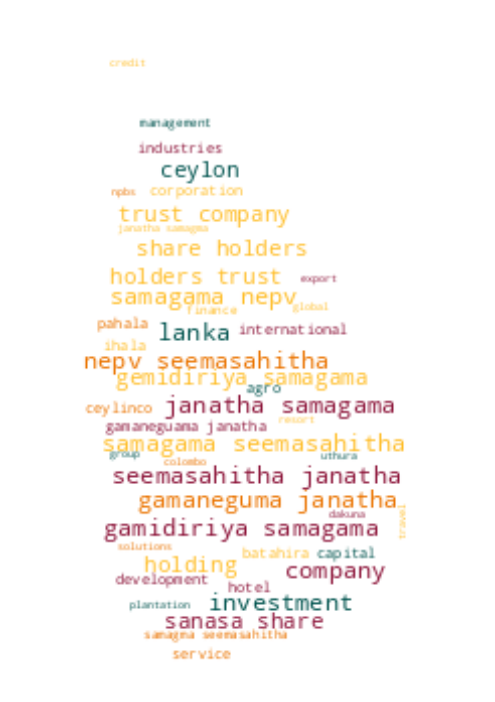 credit
management
industries
ceylon
npbs corporation
trust company
janatha samagma
share holders
holders trust export
samagama nepv
finance global
pahala lanka international
ihala
nepv seemasahitha
gemidiriya samagama
agro
ceylinco janatha samagama
resort
gamaneguama janatha
samagama seemasahitha
group uthura
colombo
seemasahitha janatha
gamaneguma janatha
travel
dakuna
gamidiriya samagama
solutions
batahira capital
holding
company
development
hotel
plantation investment
sanasa share
samagma seemasahitha
service